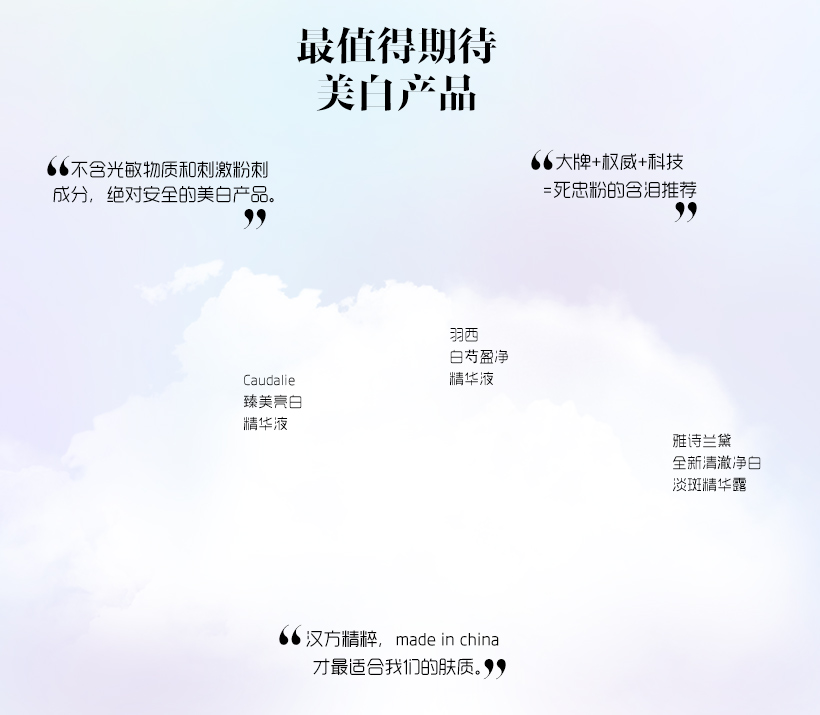 最值得期待
美白产品
“不含光敏物质和刺激粉刺
成分，绝对安全的美白产品。
”
“大牌+权威+科技
=死忠粉的含泪推荐
”
羽西
白芍盈净
精华液
Caudalie
臻美亮白
精华液
雅诗兰黛
全新清澈净白
淡斑精华露
“汉方精粹，made in china
才最适合我们的肤质。”